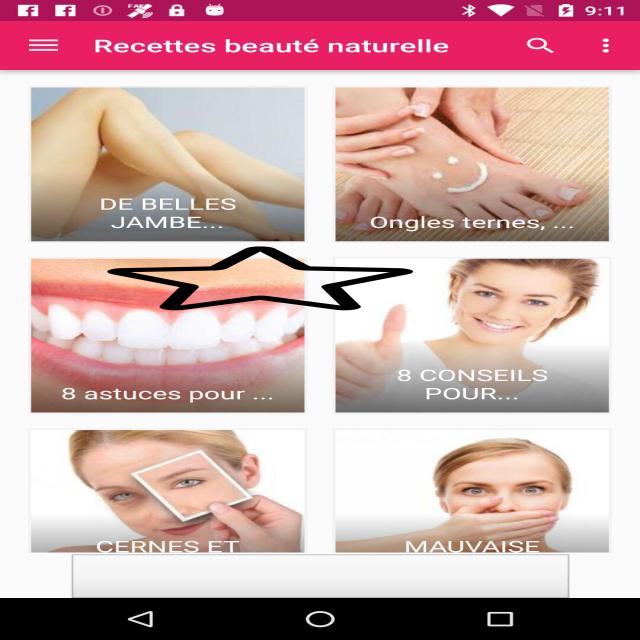 9:11
Recettes beauté naturelle
DE BELLES
JAMBE...
Ongles ternes, ...
8 astuces pour ...
8 CONSEILS
POUR...
CERNES ET
MAUVAISE